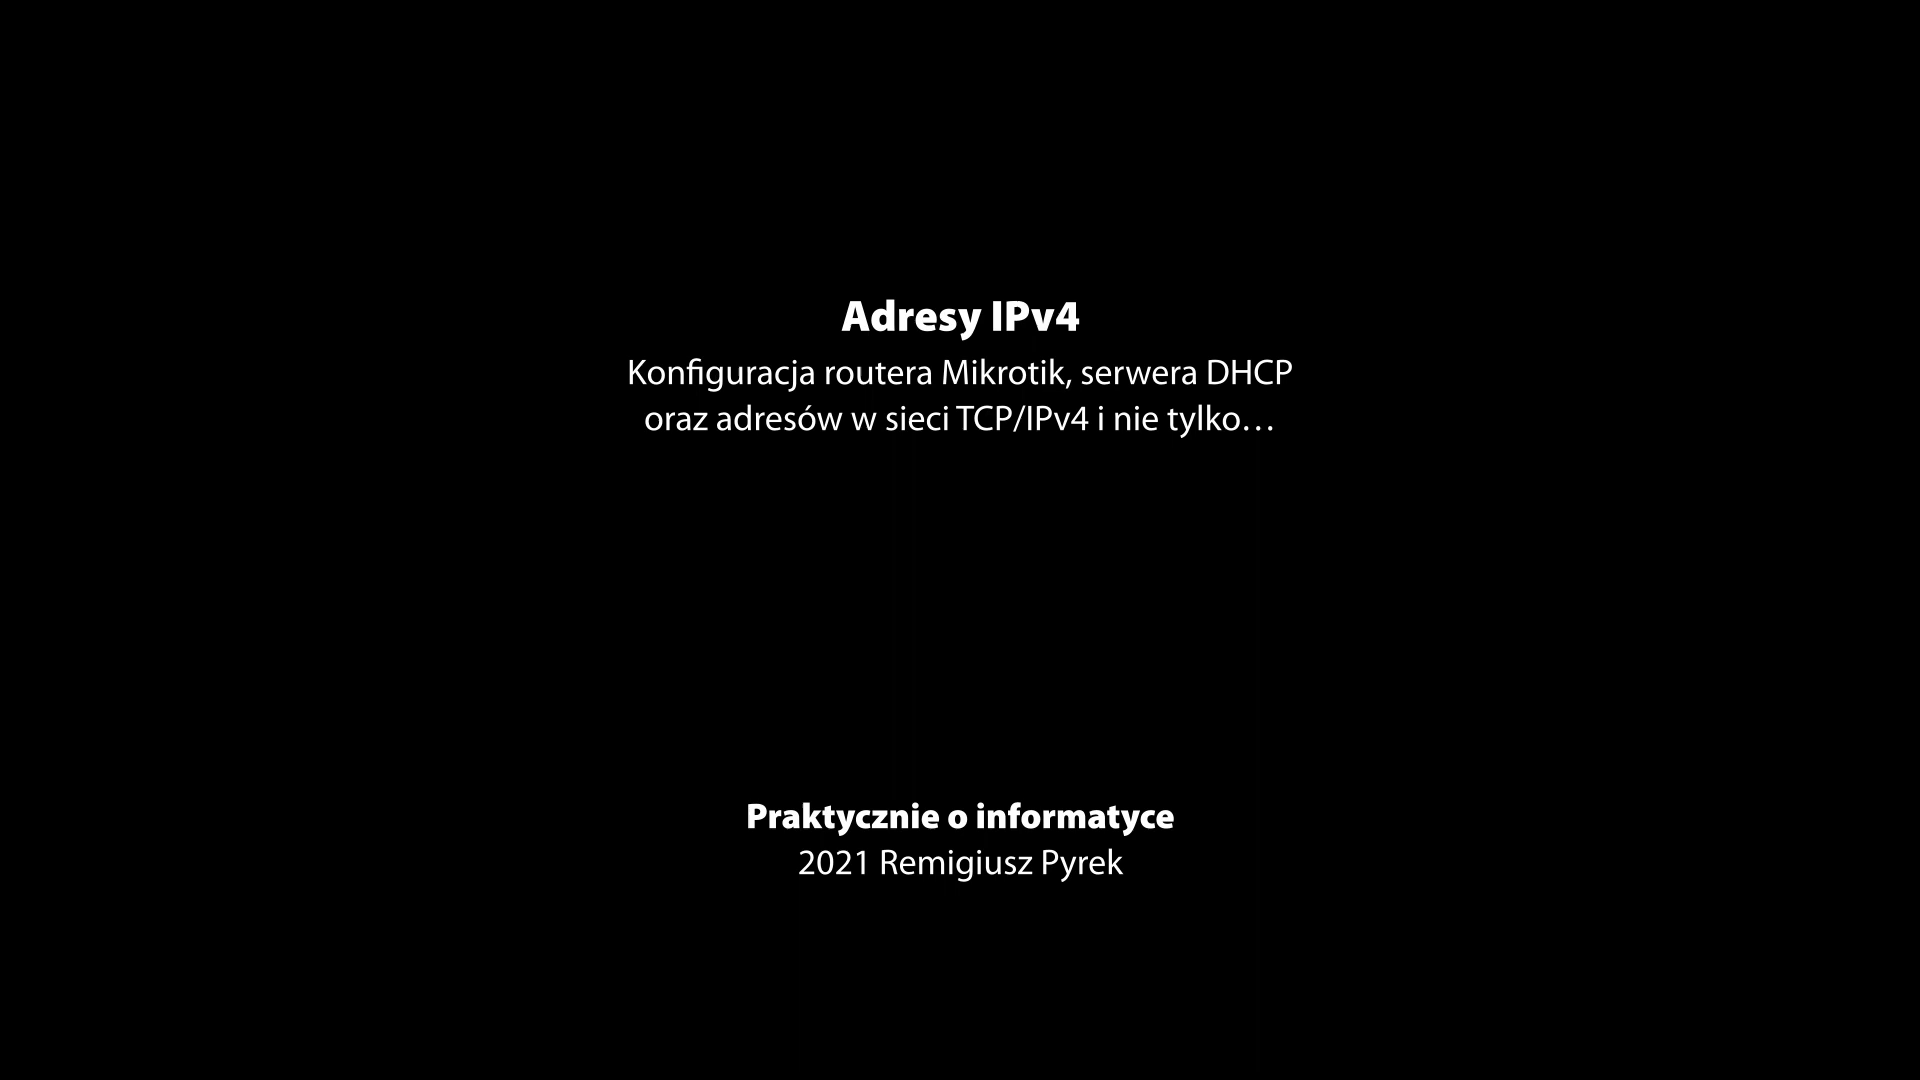 Adresy IPv4
Konfiguracja routera Mikrotik, serwera DHCP
oraz adresów w sieci TCP/IPv4 i nie tylko…
Praktycznie o informatyce
2021 Remigiusz Pyrek